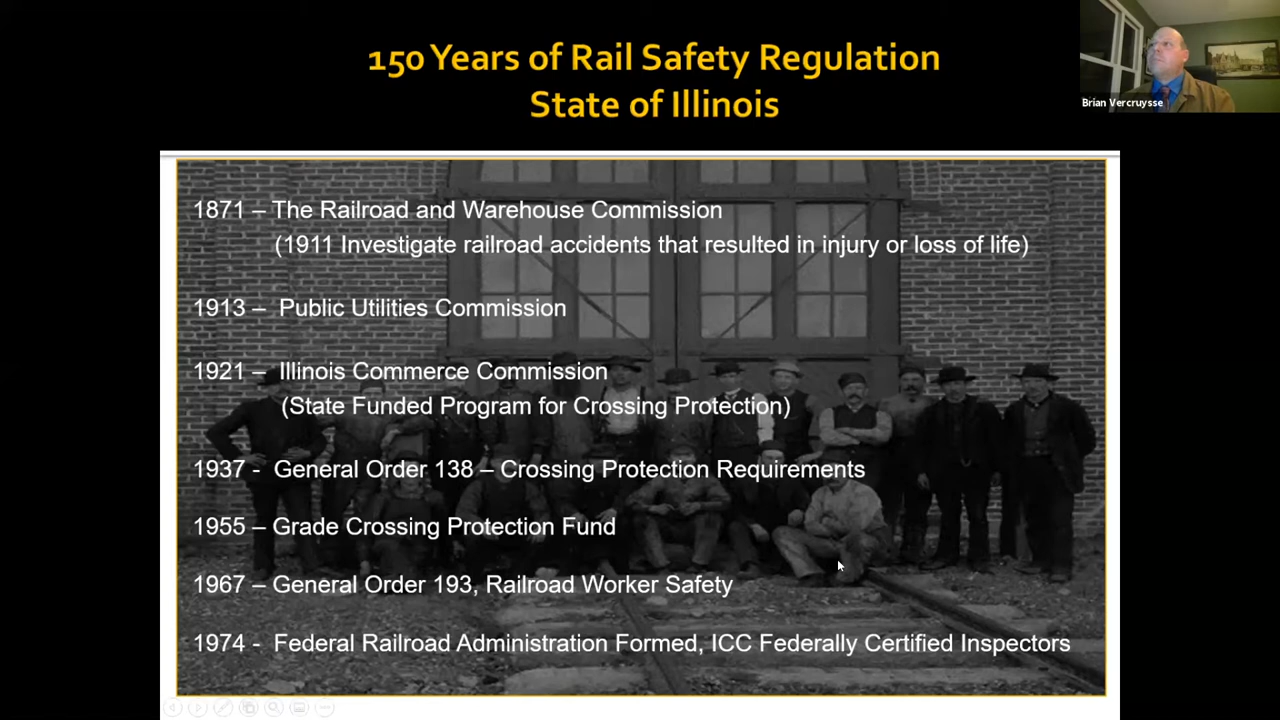 150 Years of Rail Safety Regulation
State of Illinois
Brian Vercruysse
1871 – The Railroad and Warehouse Commission
(1911 Investigate railroad accidents that resulted in injury or loss of life)
1913 – Public Utilities Commission
1921 – Illinois Commerce Commission
(State Funded Program for Crossing Protection)
1937 - General Order 138 – Crossing Protection Requirements
1955 – Grade Crossing Protection Fund
1967 – General Order 193, Railroad Worker Safety
1974 - Federal Railroad Administration Formed, ICC Federally Certified Inspectors